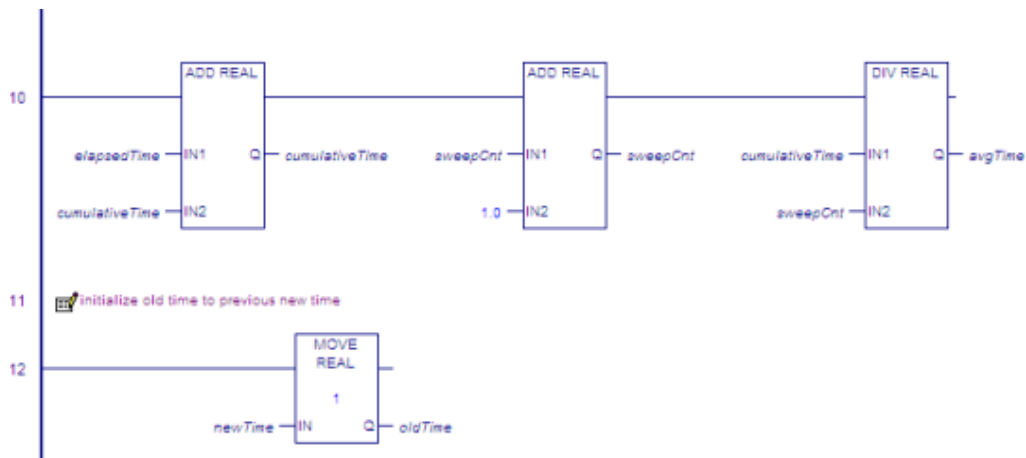 ADD REAL ADD REAL DIV REAL
10
elapsedTime IN1 Q cumulativeTime sweepCnt IN1 Q sweepCnt cumulativeTime IN1 Q avgTime
cumulativeTime IN2 1.0 IN2 sweepCnt IN2
11 initialize old time to previous new time
MOVE
12 REAL
1
newTime IN Q oldTime